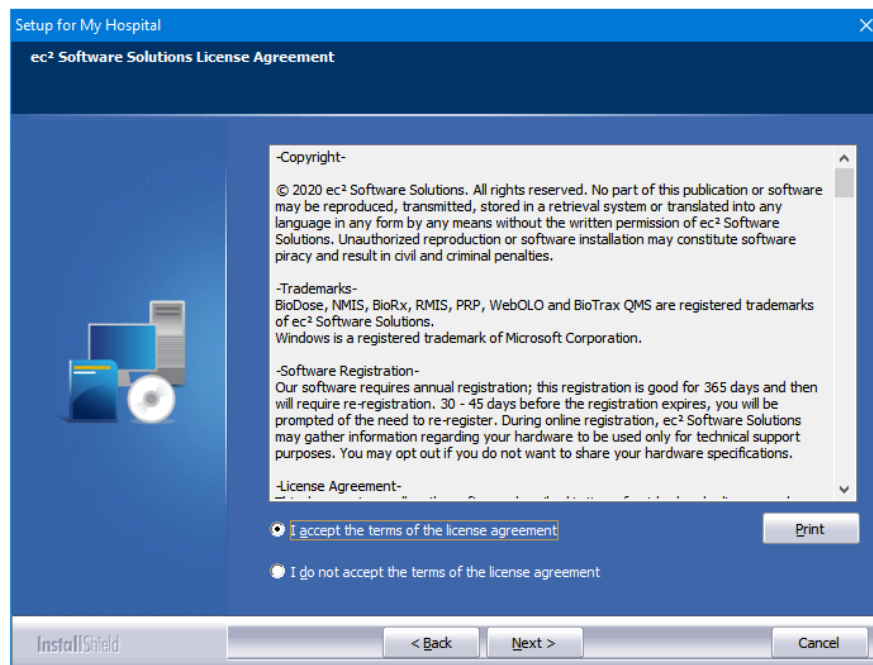 Setup for My Hospital
ec² Software Solutions License Agreement
-Copyright-
© 2020 ec² Software Solutions. All rights reserved. No part of this publication or software
may be reproduced, transmitted, stored in a retrieval system or translated into any
language in any form by any means without the written permission of ec² Software
Solutions. Unauthorized reproduction or software installation may constitute software
piracy and result in civil and criminal penalties.
-Trademarks-
BioDose, NMIS, BioRx, RMIS, PRP, WebOLO and BioTrax QMS are registered trademarks
of ec² Software Solutions.
Windows is a registered trademark of Microsoft Corporation.
-Software Registration-
Our software requires annual registration; this registration is good for 365 days and then
will require re-registration. 30 - 45 days before the registration expires, you will be
prompted of the need to re-register. During online registration, ec² Software Solutions
may gather information regarding your hardware to be used only for technical support
purposes. You may opt out if you do not want to share your hardware specifications.
-License Agreement-
I accept the terms of the license agreement
Print
I do not accept the terms of the license agreement
InstallShield
< Back
Next >
Cancel